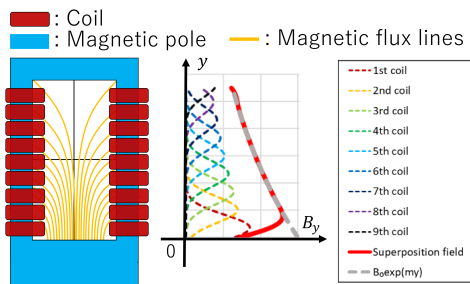 : Coil
: Magnetic pole
: Magnetic flux lines
y
B_y
0
1st coil
2nd coil
3rd coil
4th coil
5th coil
6th coil
7th coil
8th coil
9th coil
Superposition field
B₀exp(my)